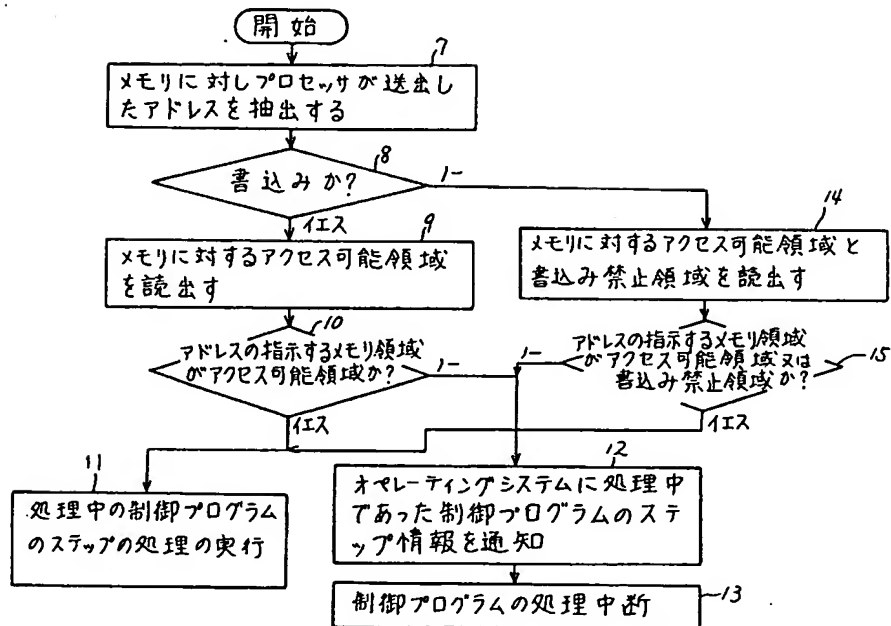 開始
7
メモリに対しプロセッサが送出し
たアドレスを抽出する
8
書込みか?
ノー
イエス
9
メモリに対するアクセス可能領域
を読出す
14
メモリに対するアクセス可能領域と
書込み禁止領域を読出す
10
アドレスの指示するメモリ領域
がアクセス可能領域か?
ノー
イエス
アドレスの指示するメモリ領域
がアクセス可能領域又は
書込み禁止領域か?
15
ノー
イエス
11
処理中の制御プログラム
のステップの処理の実行
12
オペレーティングシステムに処理中
であった制御プログラムのステ
ップ情報を通知
制御プログラムの処理中断
13